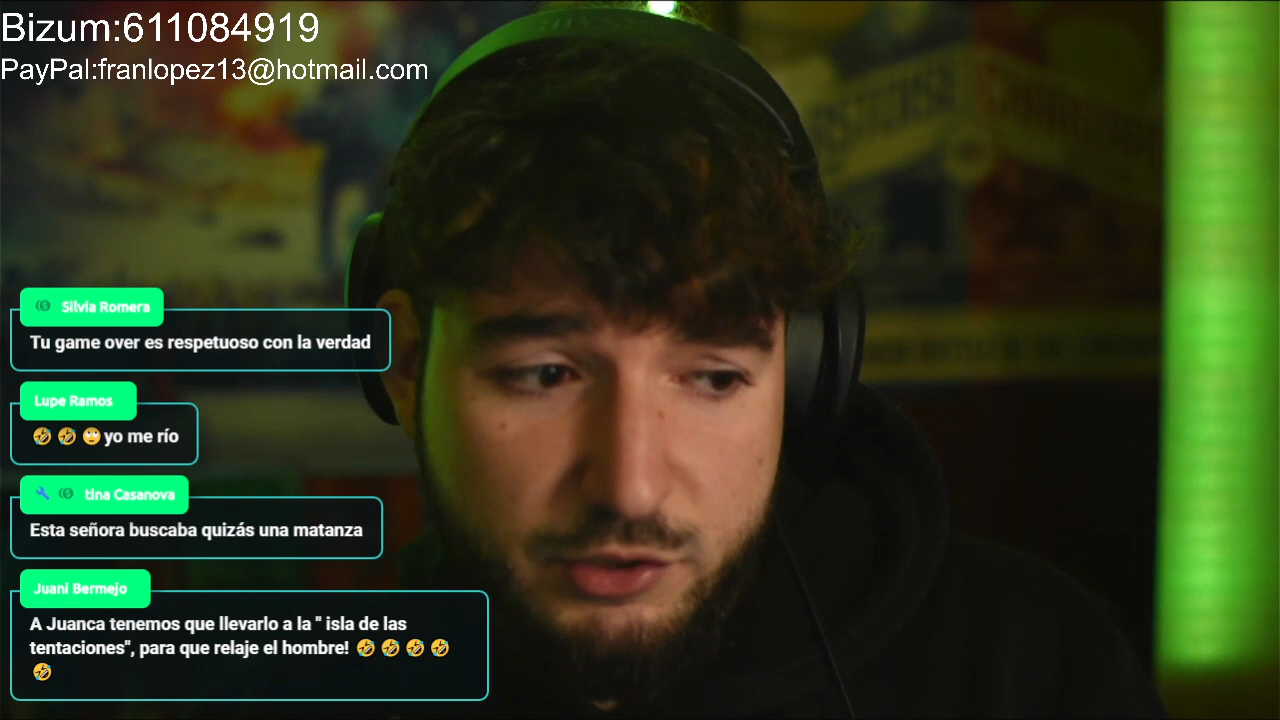 Bizum:611084919
PayPal:franlopez13@hotmail.com
Silvia Romera
Tu game over es respetuoso con la verdad
Lupe Ramos
🤣 🤣 🙄 yo me río
tina Casanova
Esta señora buscaba quizás una matanza
Juani Bermejo
A Juanca tenemos que llevarlo a la " isla de las
tentaciones", para que relaje el hombre! 🤣 🤣 🤣 🤣
🤣